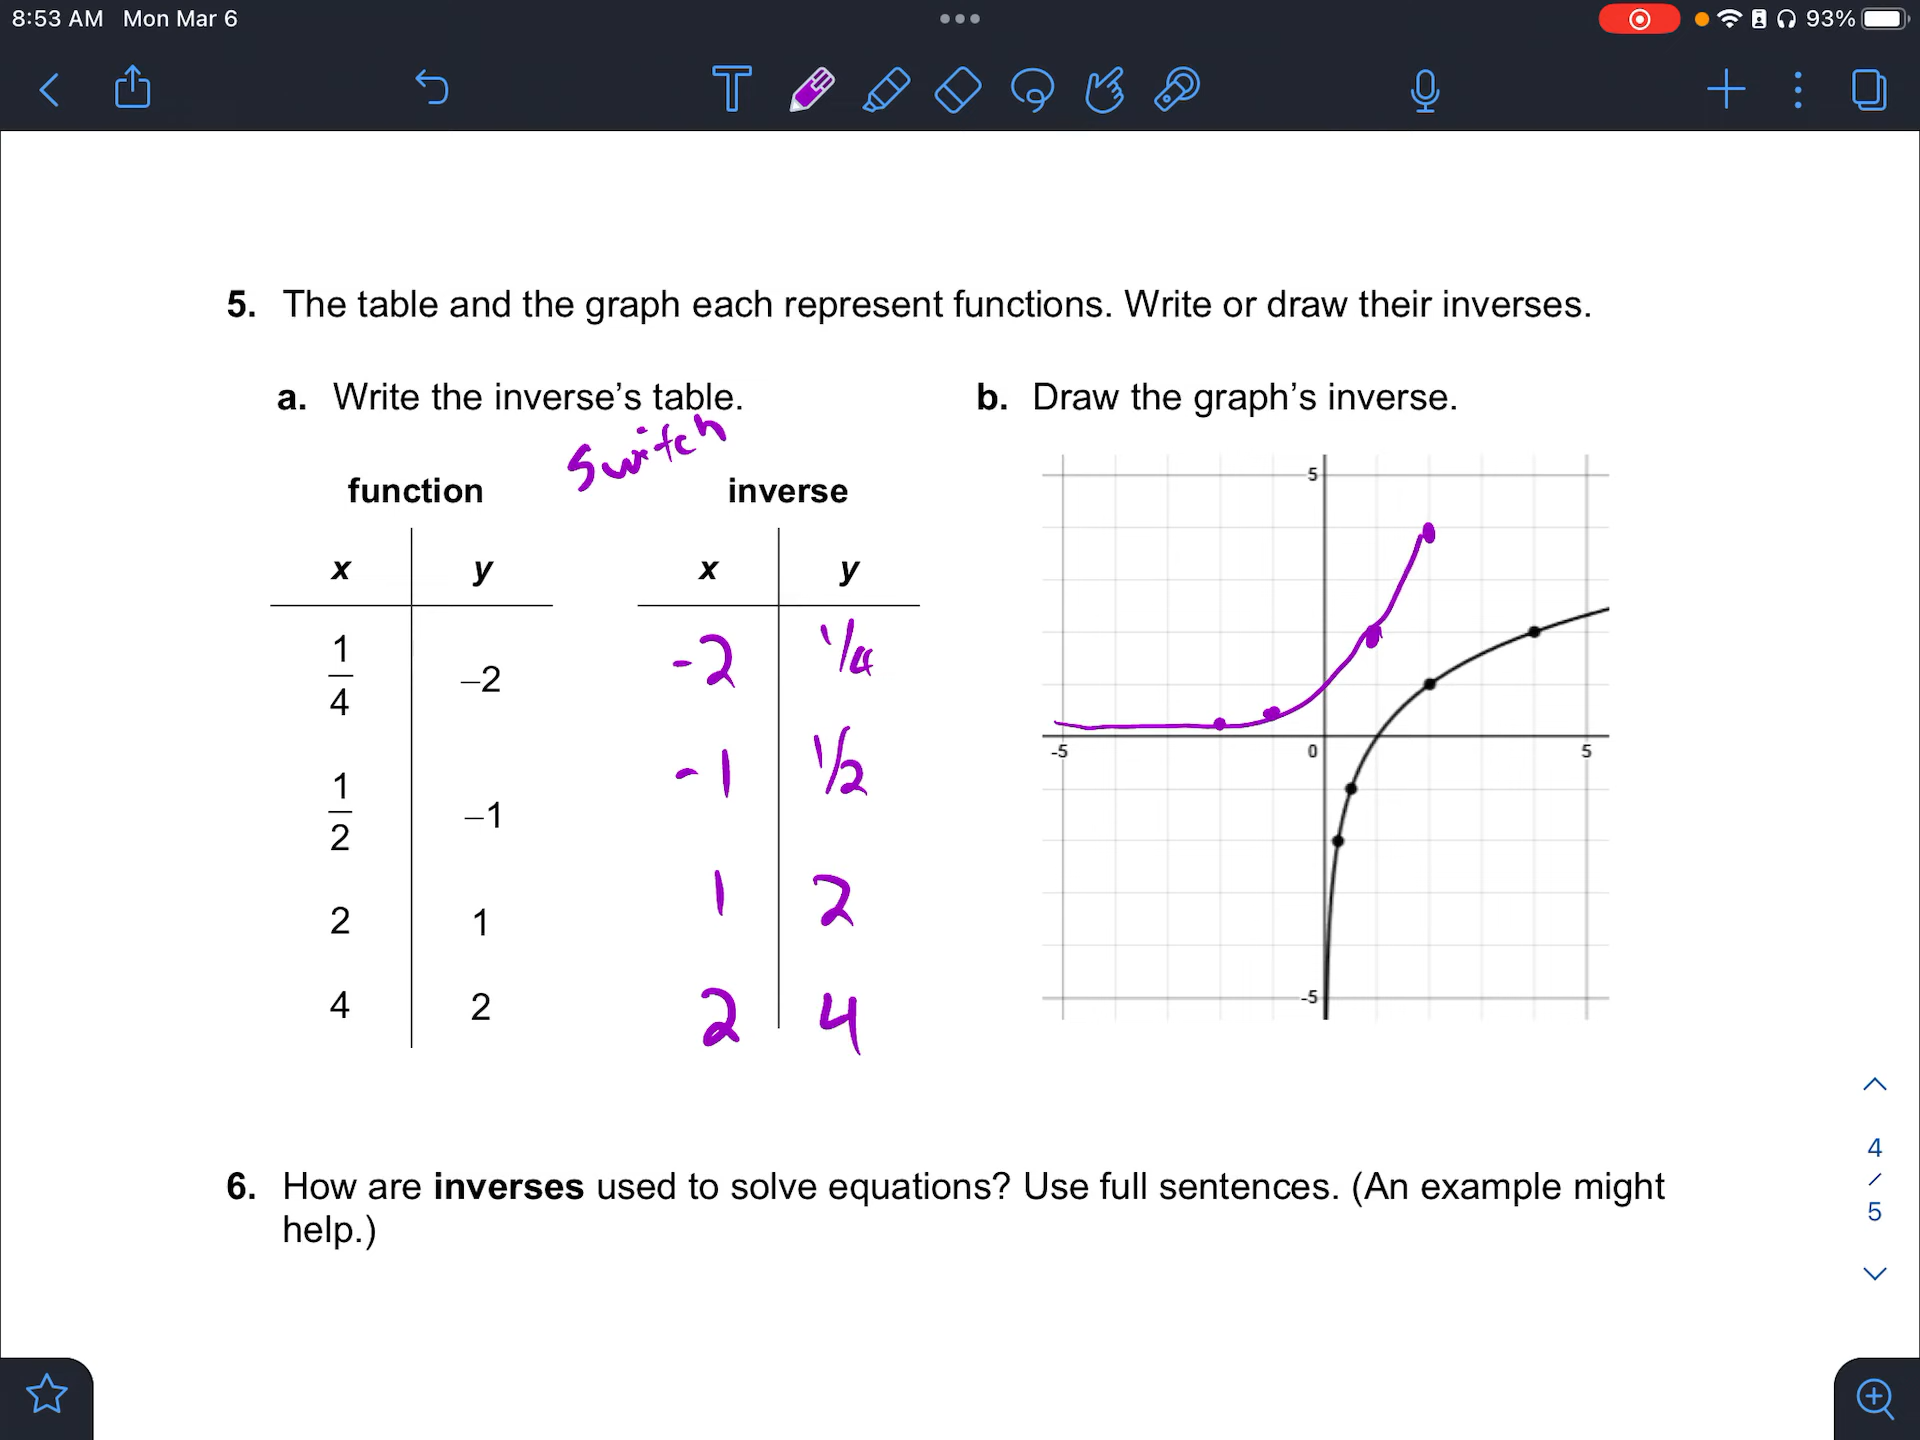 8:53 AM Mon Mar 6
93%
5. The table and the graph each represent functions. Write or draw their inverses.
a. Write the inverse's table.
b. Draw the graph's inverse.
switch
function
inverse
x y
x y
1/4 –2
-2 1/4
1/2 –1
-1 1/2
2 1
1 2
4 2
2 4
5
-5 0 5
-5
6. How are inverses used to solve equations? Use full sentences. (An example might
help.)
4
/
5